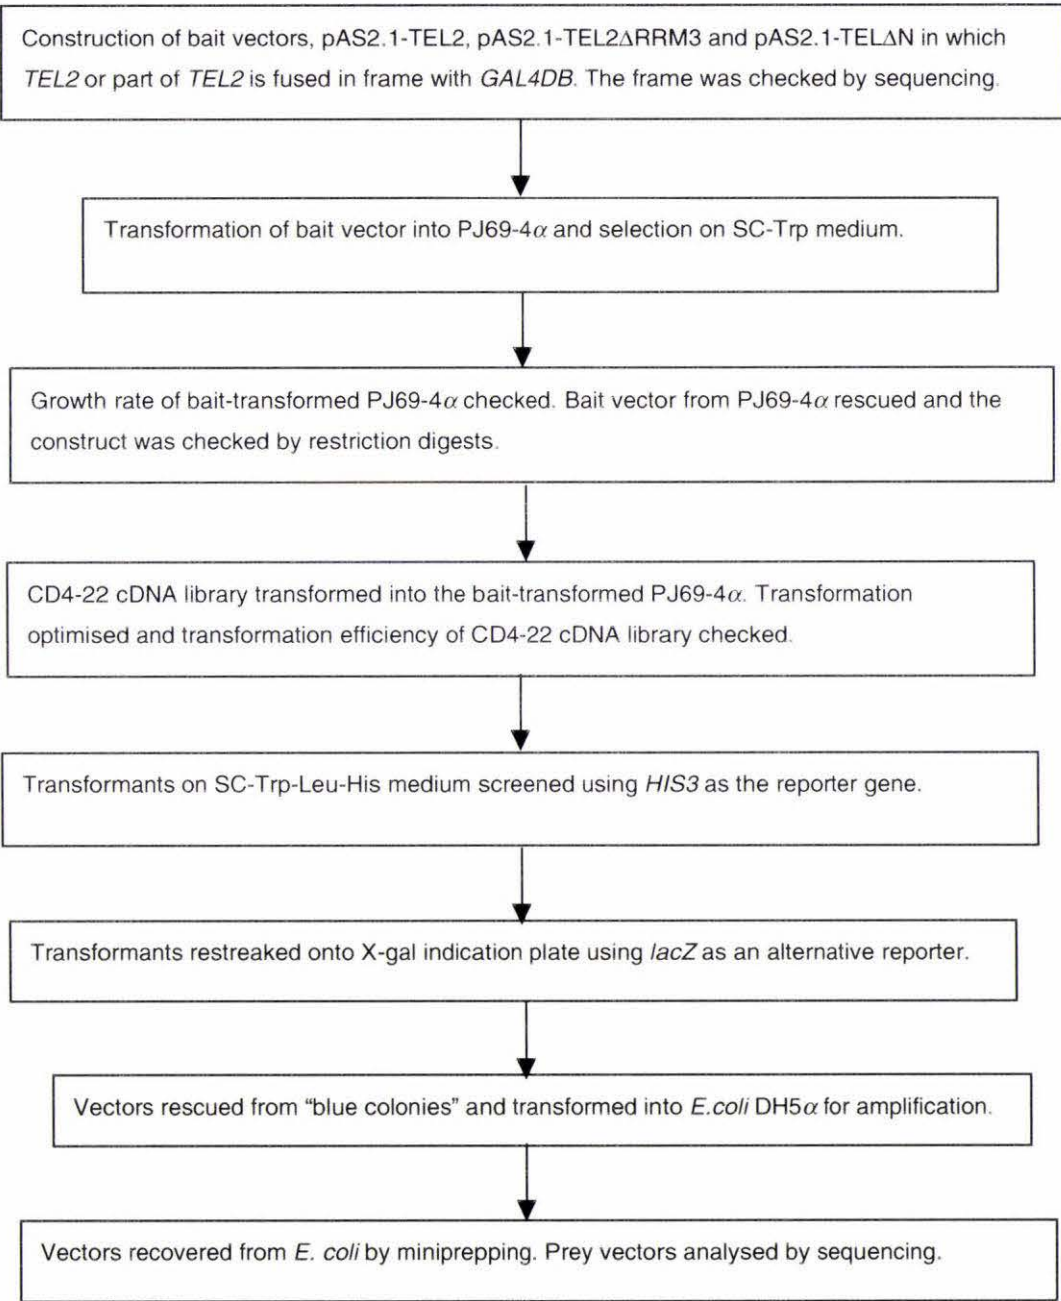 Construction of bait vectors, pAS2.1-TEL2, pAS2.1-TEL2ΔRRM3 and pAS2.1-TELΔN in which
TEL2 or part of TEL2 is fused in frame with GAL4DB. The frame was checked by sequencing.
Transformation of bait vector into PJ69-4α and selection on SC-Trp medium.
Growth rate of bait-transformed PJ69-4α checked. Bait vector from PJ69-4α rescued and the
construct was checked by restriction digests.
CD4-22 cDNA library transformed into the bait-transformed PJ69-4α. Transformation
optimised and transformation efficiency of CD4-22 cDNA library checked.
Transformants on SC-Trp-Leu-His medium screened using HIS3 as the reporter gene.
Transformants restreaked onto X-gal indication plate using lacZ as an alternative reporter.
Vectors rescued from “blue colonies” and transformed into E.coli DH5α for amplification.
Vectors recovered from E. coli by miniprepping. Prey vectors analysed by sequencing.